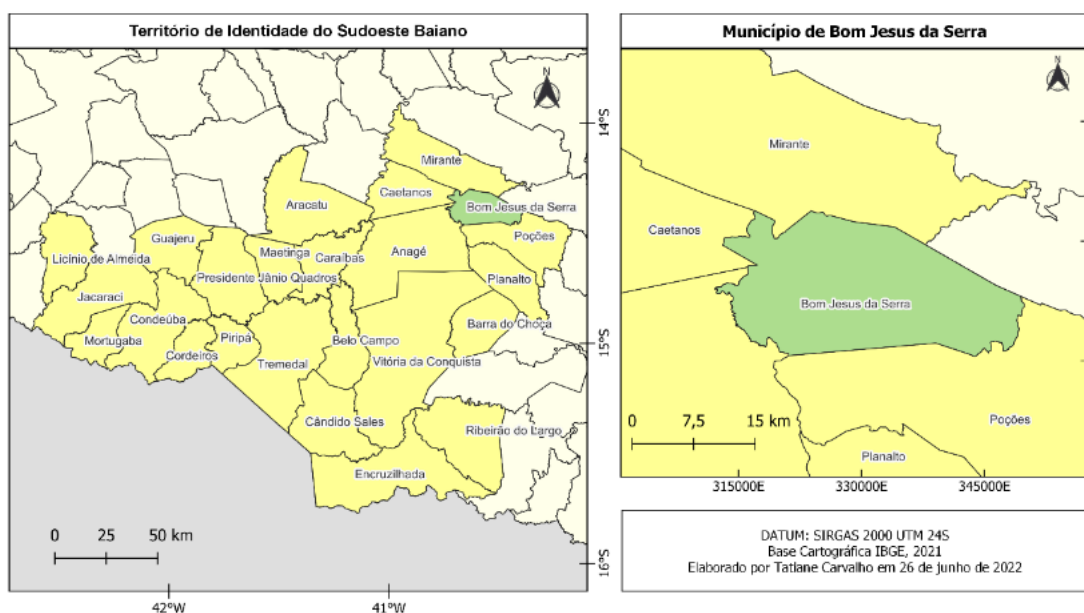 Território de Identidade do Sudoeste Baiano
N
14°S
Mirante
Caetanos
Aracatu
Bom Jesus da Serra
Guajeru
Poções
Licínio de Almeida
Maetinga
Caraíbas
Anagé
Presidente Jânio Quadros
Planalto
Jacaraci
Condeúba
Barra do Choça
Mortugaba
Piripá
Belo Campo
15°S
Cordeiros
Tremedal
Vitória da Conquista
Cândido Sales
Ribeirão do Largo
Encruzilhada
0 25 50 km
16°S
42°W 41°W
Município de Bom Jesus da Serra
N
Mirante
Caetanos
Bom Jesus da Serra
0 7,5 15 km
Poções
Planalto
315000E 330000E 345000E
DATUM: SIRGAS 2000 UTM 24S
Base Cartográfica IBGE, 2021
Elaborado por Tatiane Carvalho em 26 de junho de 2022